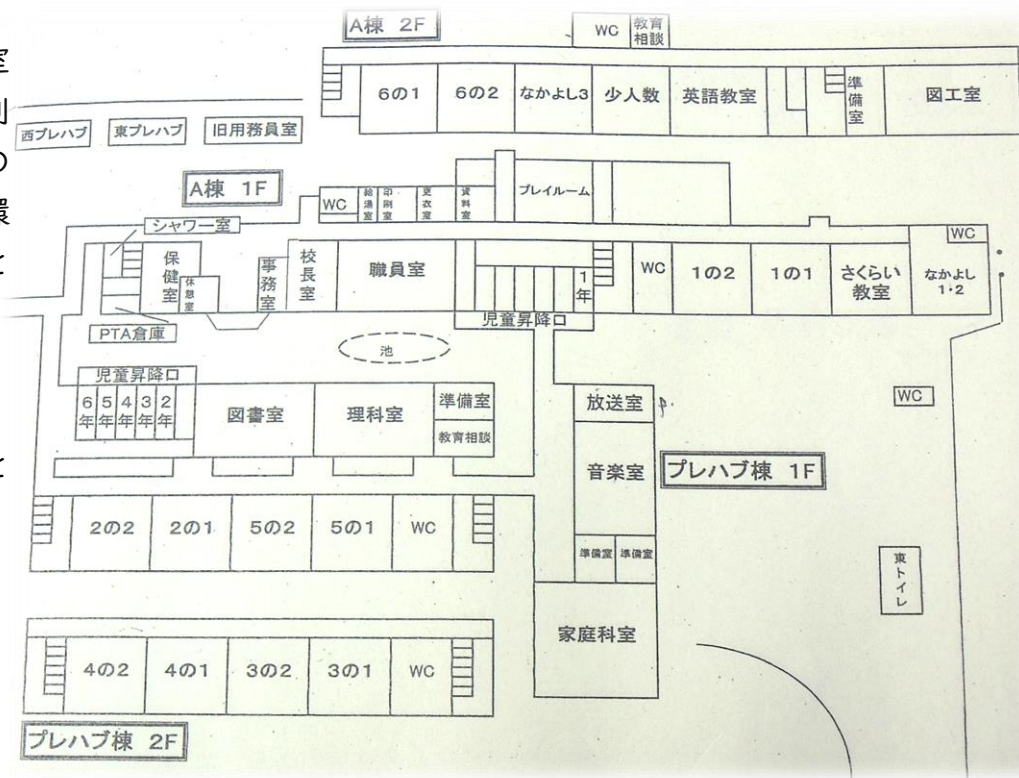 A棟 2F
WC
教育相談
室
6の1
6の2
なかよし3
少人数
英語教室
準備室
図工室
別
の
環
と
と
西プレハブ
東プレハブ
旧用務員室
A棟 1F
WC
給湯室
印刷室
更衣室
資料室
プレイルーム
シャワー室
保健室
休憩室
事務室
校長室
職員室
1年
WC
1の2
1の1
さくらい教室
WC
なかよし
1・2
PTA倉庫
児童昇降口
池
児童昇降口
6年
5年
4年
3年
2年
図書室
理科室
準備室
教育相談
放送室
WC
音楽室
プレハブ棟 1F
2の2
2の1
5の2
5の1
WC
準備室
準備室
東トイレ
家庭科室
4の2
4の1
3の2
3の1
WC
プレハブ棟 2F